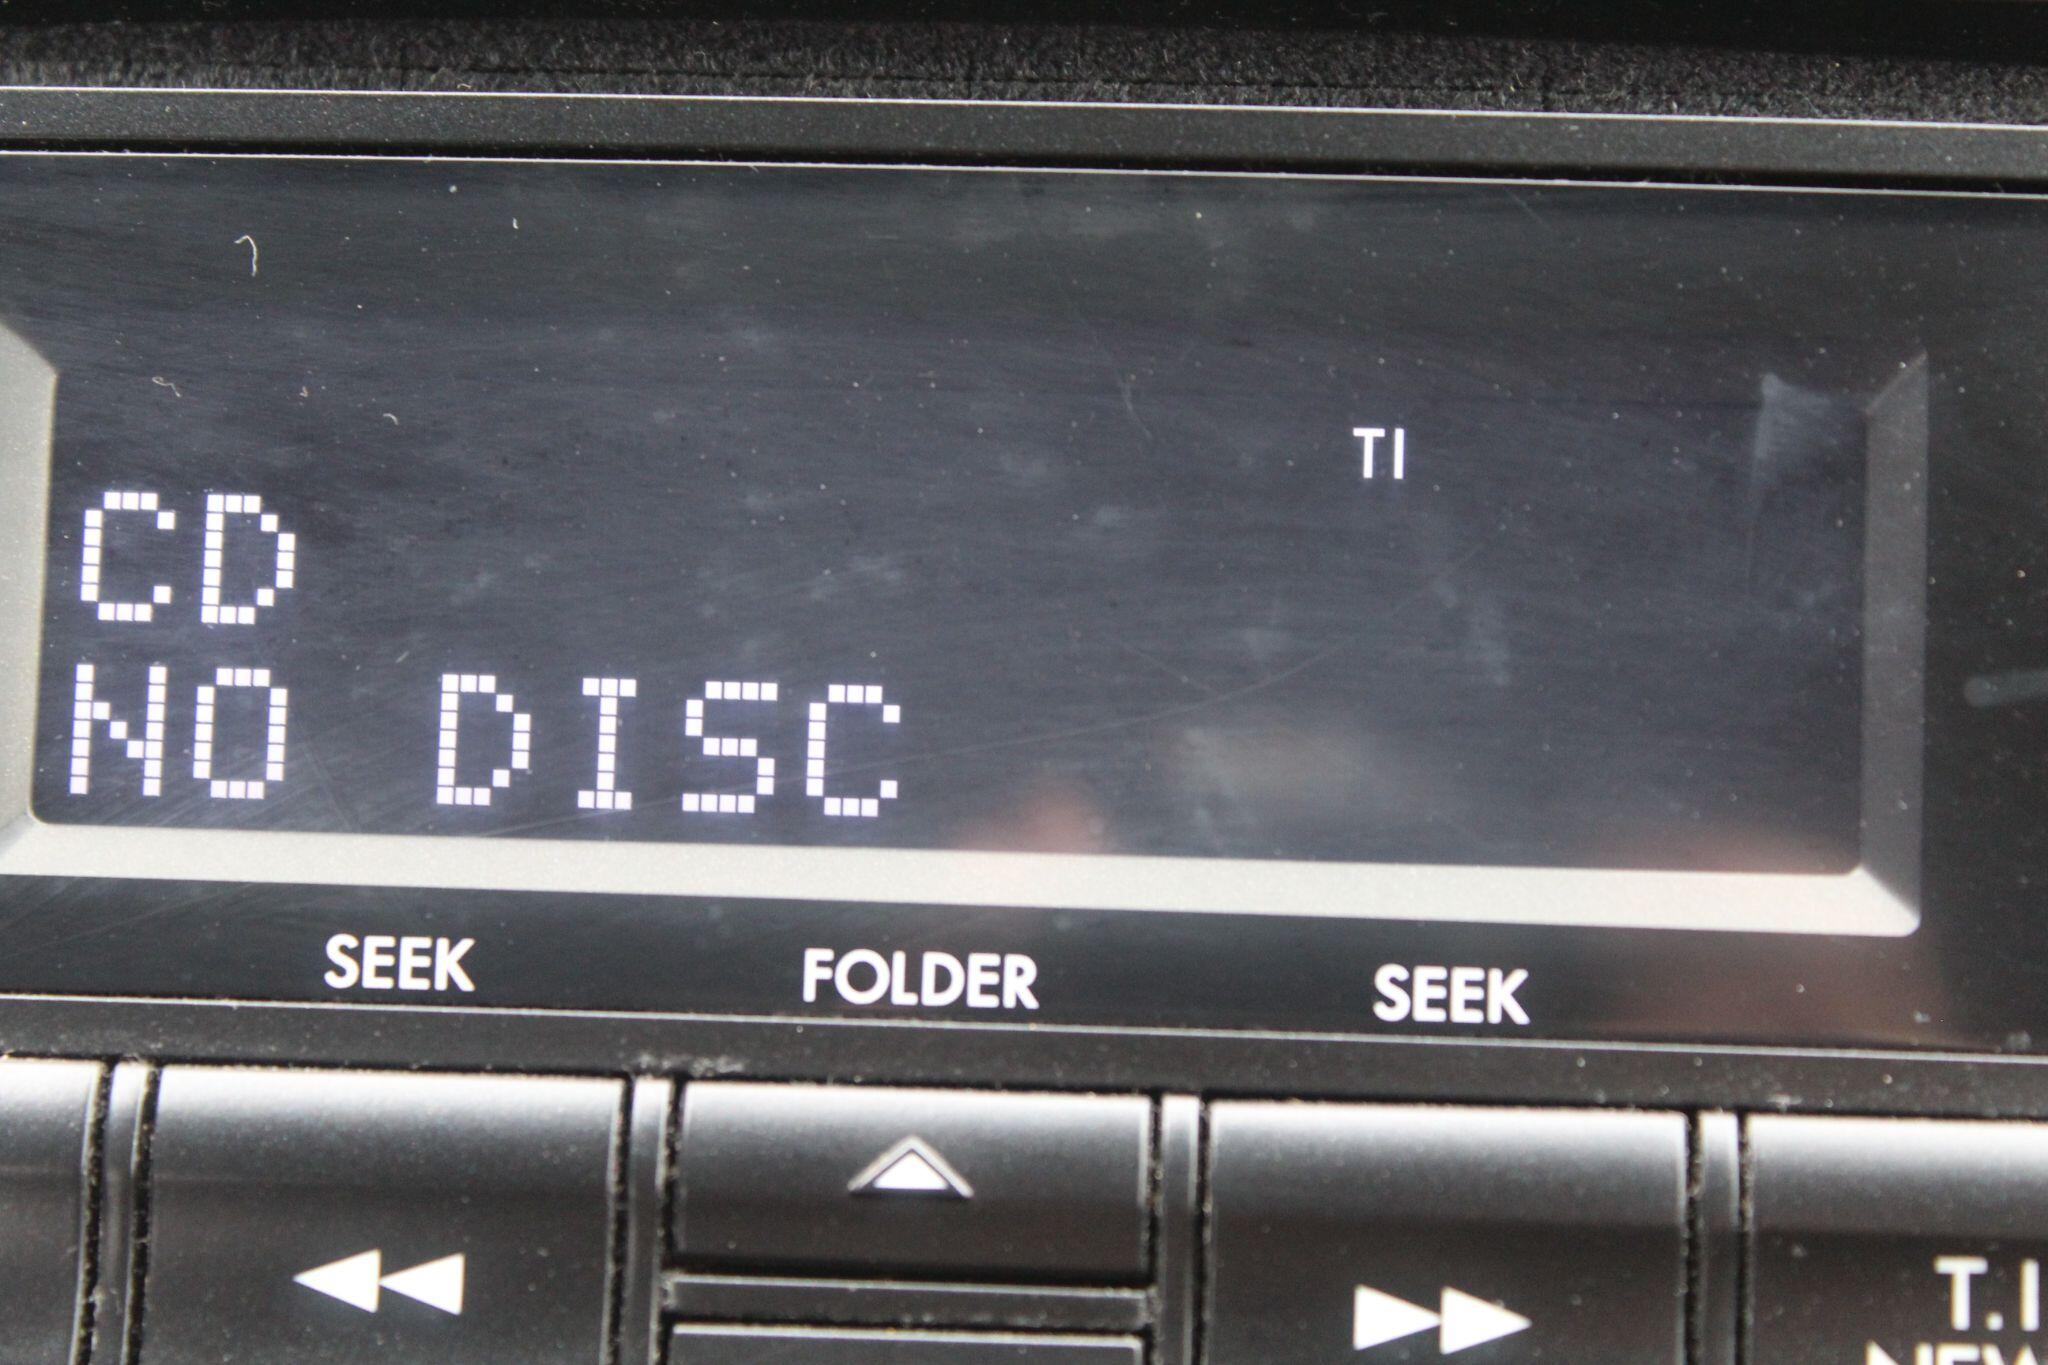 TI
CD
NO DISC
SEEK FOLDER SEEK
T.I